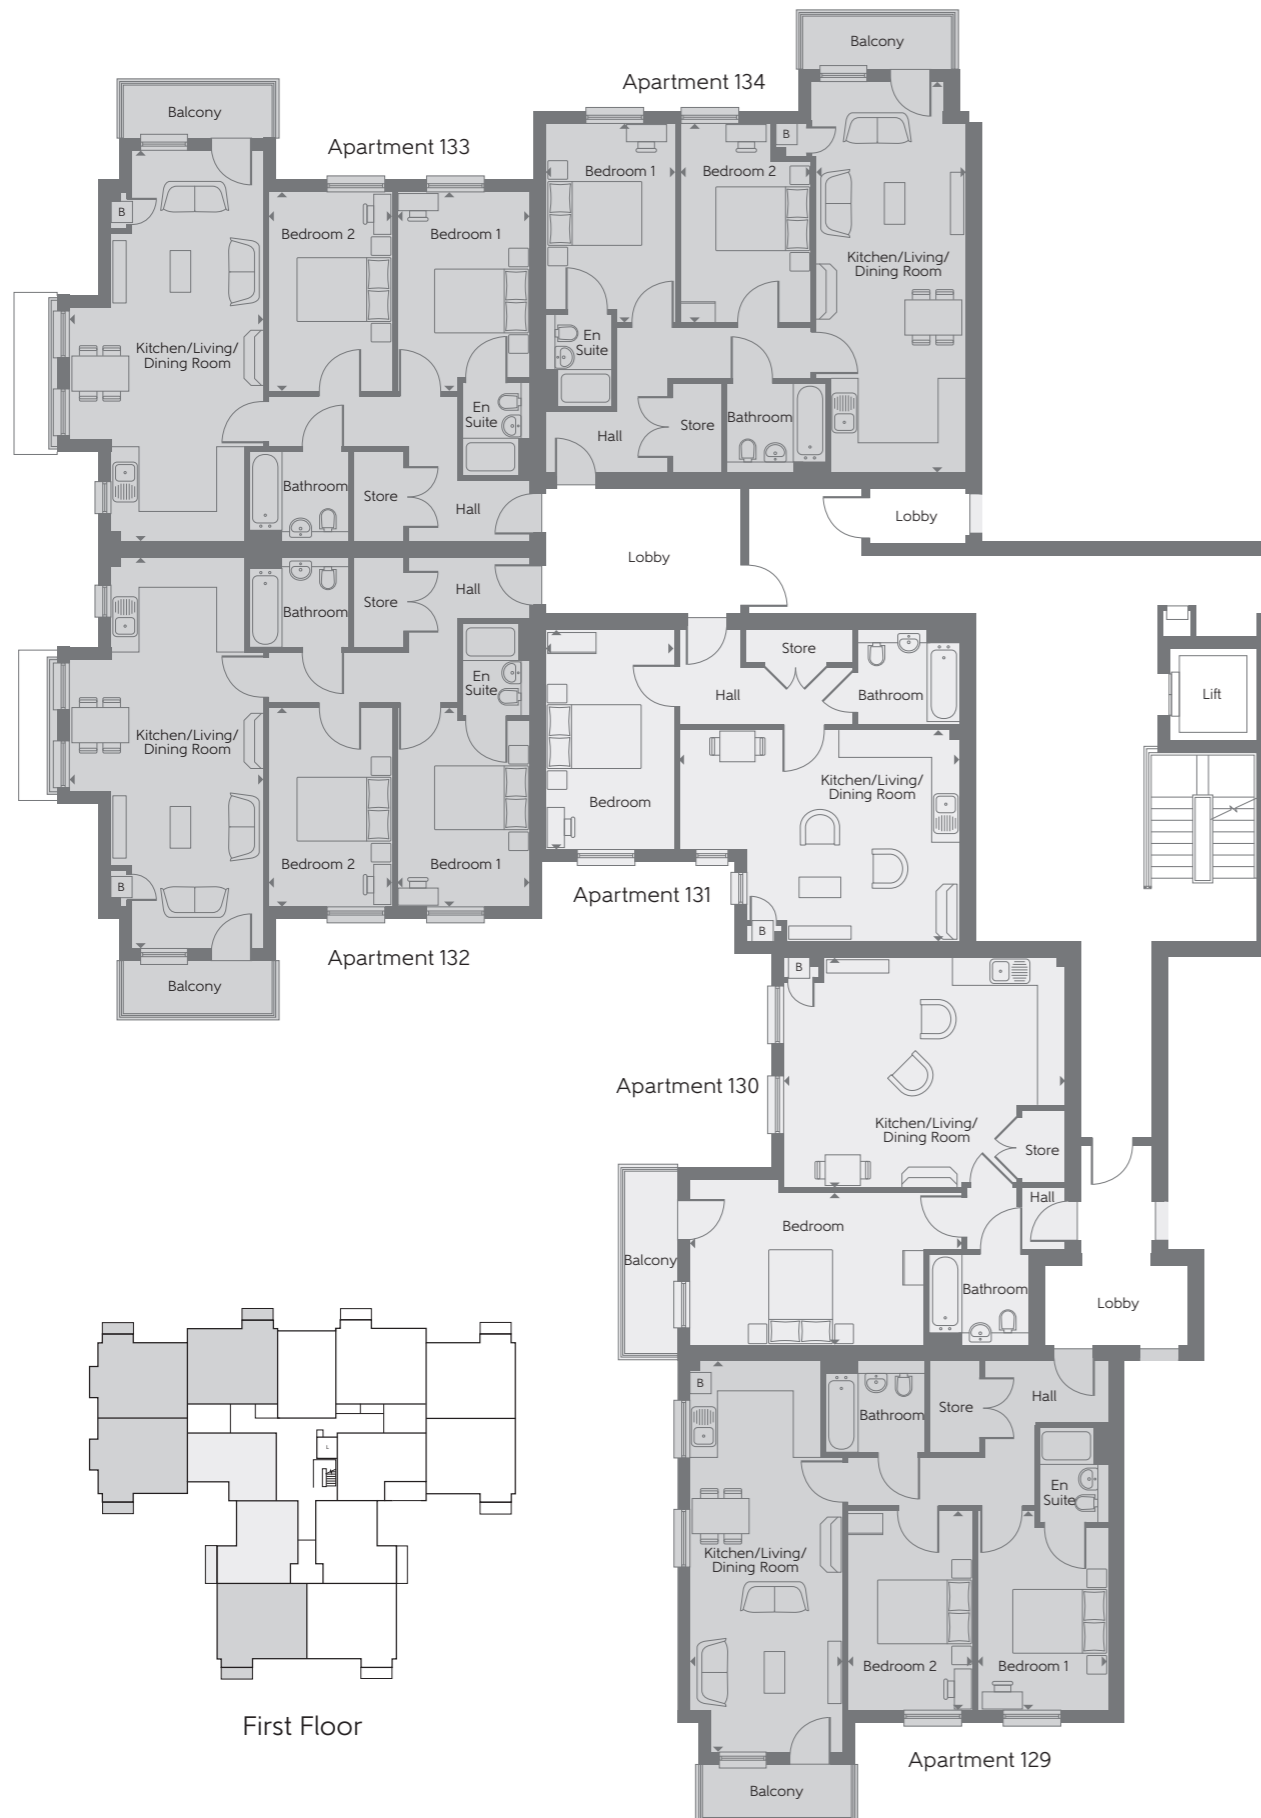 Balcony
Apartment 134
Balcony
Apartment 133
B
Bedroom 1
Bedroom 2
Kitchen/Living/
Dining Room
En
Suite
Hall
Store
Bathroom
B
Bedroom 2
Bedroom 1
Kitchen/Living/
Dining Room
En
Suite
Bathroom
Store
Hall
Lobby
Lobby
Bathroom
Store
Hall
En
Suite
Kitchen/Living/
Dining Room
B
Bedroom 2
Bedroom 1
Balcony
Apartment 132
Store
Hall
Bathroom
Lift
Kitchen/Living/
Dining Room
Bedroom
Apartment 131
B
B
Apartment 130
Kitchen/Living/
Dining Room
Store
Hall
Bedroom
Balcony
Bathroom
Lobby
B
Bathroom
Store
Hall
En
Suite
Kitchen/Living/
Dining Room
Bedroom 2
Bedroom 1
Apartment 129
Balcony
L
First Floor